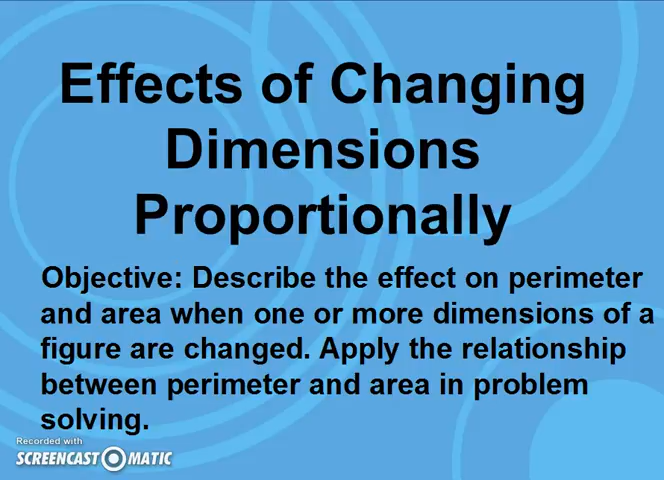 Effects of Changing
Dimensions
Proportionally
Objective: Describe the effect on perimeter
and area when one or more dimensions of a
figure are changed. Apply the relationship
between perimeter and area in problem
solving.
Recorded with
SCREENCAST MATIC